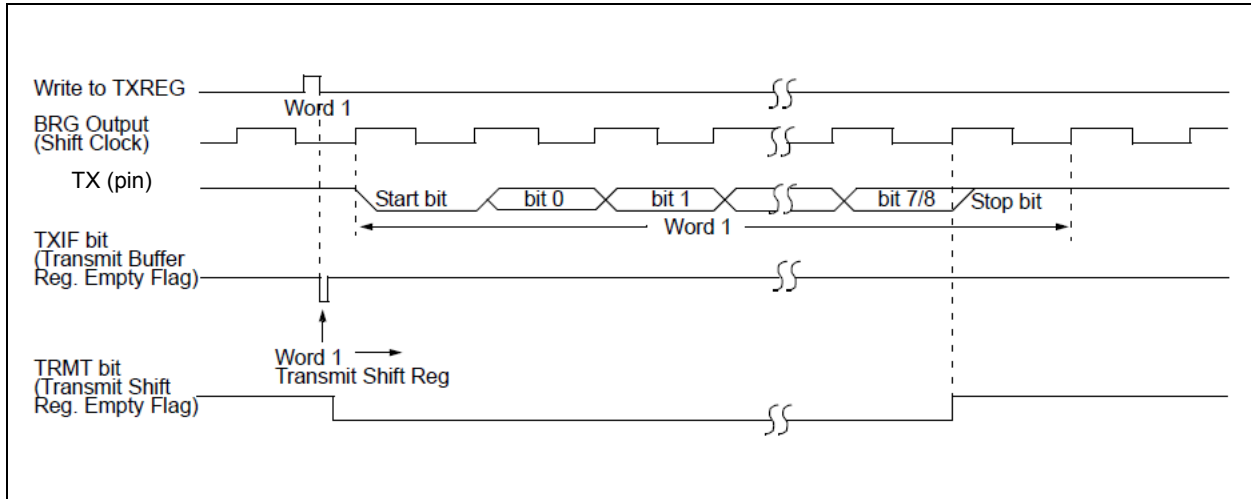 Write to TXREG
Word 1
BRG Output
(Shift Clock)
TX (pin)
Start bit
bit 0
bit 1
bit 7/8
Stop bit
Word 1
TXIF bit
(Transmit Buffer
Reg. Empty Flag)
Word 1
Transmit Shift Reg
TRMT bit
(Transmit Shift
Reg. Empty Flag)